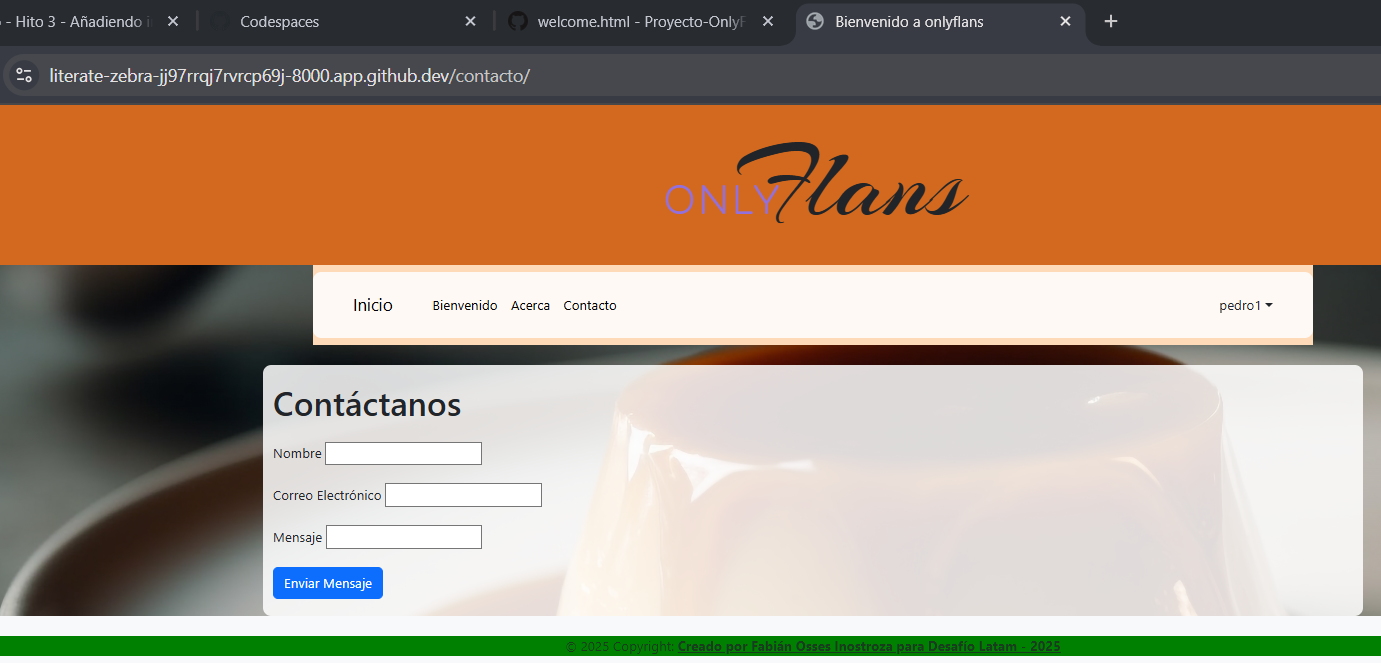 - Hito 3 - Añadiendo i
Codespaces
welcome.html - Proyecto-OnlyF
Bienvenido a onlyflans
literate-zebra-jj97rrqj7rvrcp69j-8000.app.github.dev/contacto/
ONLYFlans
Inicio Bienvenido Acerca Contacto pedro1
Contáctanos
Nombre
Correo Electrónico
Mensaje
Enviar Mensaje
© 2025 Copyright: Creado por Fabián Osses Inostroza para Desafío Latam - 2025